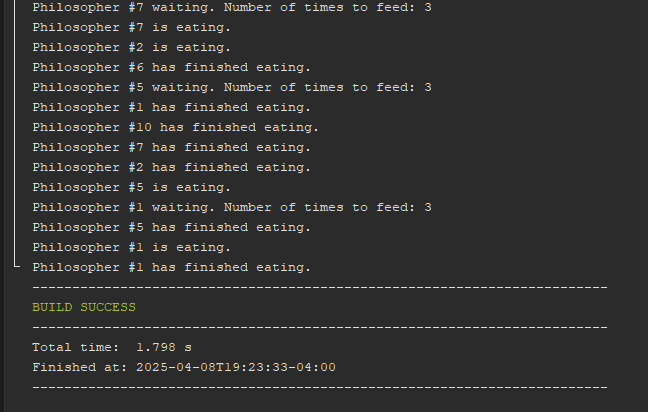 Philosopher #7 waiting. Number of times to feed: 3
Philosopher #7 is eating.
Philosopher #2 is eating.
Philosopher #6 has finished eating.
Philosopher #5 waiting. Number of times to feed: 3
Philosopher #1 has finished eating.
Philosopher #10 has finished eating.
Philosopher #7 has finished eating.
Philosopher #2 has finished eating.
Philosopher #5 is eating.
Philosopher #1 waiting. Number of times to feed: 3
Philosopher #5 has finished eating.
Philosopher #1 is eating.
Philosopher #1 has finished eating.
------------------------------------------------------------------------
BUILD SUCCESS
------------------------------------------------------------------------
Total time:  1.798 s
Finished at: 2025-04-08T19:23:33-04:00
------------------------------------------------------------------------